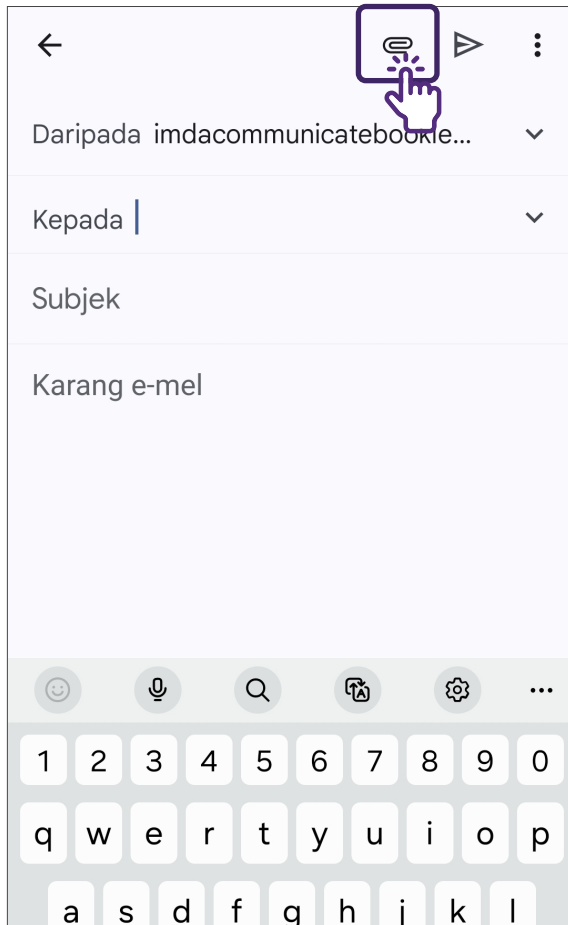 Daripada imdacommunicatebookle...
Kepada
Subjek
Karang e-mel
1 2 3 4 5 6 7 8 9 0
q w e r t y u i o p
a s d f g h j k l